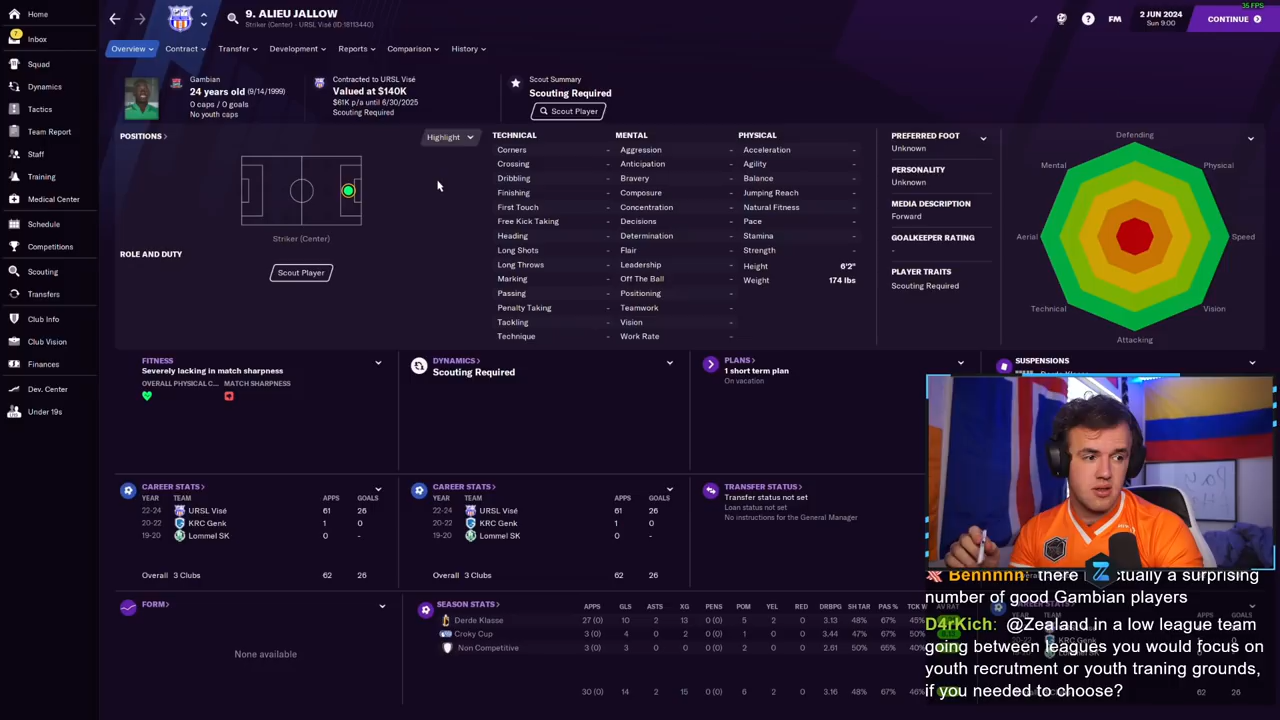 36 FPS
Home
7
Inbox
Squad
Dynamics
Tactics
Team Report
Staff
Training
Medical Center
Schedule
Competitions
Scouting
Transfers
Club Info
Club Vision
Finances
Dev. Center
Under 19s
9. ALIEU JALLOW
Striker (Center) - URSL Visé (ID 18113440)
FM
2 JUN 2024
Sun 9:00
CONTINUE
Overview
Contract
Transfer
Development
Reports
Comparison
History
Gambian
24 years old (9/14/1999)
0 caps / 0 goals
No youth caps
Contracted to URSL Visé
Valued at $140K
$61K p/a until 6/30/2025
Scouting Required
Scout Summary
Scouting Required
Scout Player
POSITIONS
Highlight
Striker (Center)
ROLE AND DUTY
Scout Player
TECHNICAL
Corners -
Crossing -
Dribbling -
Finishing -
First Touch -
Free Kick Taking -
Heading -
Long Shots -
Long Throws -
Marking -
Passing -
Penalty Taking -
Tackling -
Technique -
MENTAL
Aggression -
Anticipation -
Bravery -
Composure -
Concentration -
Decisions -
Determination -
Flair -
Leadership -
Off The Ball -
Positioning -
Teamwork -
Vision -
Work Rate -
PHYSICAL
Acceleration -
Agility -
Balance -
Jumping Reach -
Natural Fitness -
Pace -
Stamina -
Strength -
Height 6'2"
Weight 174 lbs
PREFERRED FOOT
Unknown
PERSONALITY
Unknown
MEDIA DESCRIPTION
Forward
GOALKEEPER RATING
-
PLAYER TRAITS
Scouting Required
Defending
Mental
Physical
Aerial
Speed
Technical
Vision
Attacking
FITNESS
Severely lacking in match sharpness
OVERALL PHYSICAL C... MATCH SHARPNESS
DYNAMICS
Scouting Required
PLANS
1 short term plan
On vacation
SUSPENSIONS
CAREER STATS
YEAR TEAM APPS GOALS
22-24 URSL Visé 61 26
20-22 KRC Genk 1 0
19-20 Lommel SK 0 -
Overall 3 Clubs 62 26
CAREER STATS
YEAR TEAM APPS GOALS
22-24 URSL Visé 61 26
20-22 KRC Genk 1 0
19-20 Lommel SK 0 -
Overall 3 Clubs 62 26
TRANSFER STATUS
Transfer status not set
Loan status not set
No instructions for the General Manager
FORM
None available
SEASON STATS
APPS GLS ASTS XG PENS POM YEL RED DRBPG SH TAR PAS % TCK W AV RAT
Derde Klasse 27 (0) 10 2 13 0 (0) 5 2 0 3.13 48% 67% 45%
Croky Cup 3 (0) 4 0 2 0 (0) 1 0 0 3.44 47% 67% 50%
Non Competitive 3 (0) 3 0 0 0 (0) 2 0 0 2.61 50% 65% 40%
30 (0) 14 2 15 0 (0) 6 2 0 3.16 48% 67% 46%
Bennnnn: there actually a surprising
number of good Gambian players
D4rKich: @Zealand in a low league team
going between leagues you would focus on
youth recrutment or youth traning grounds,
if you needed to choose?